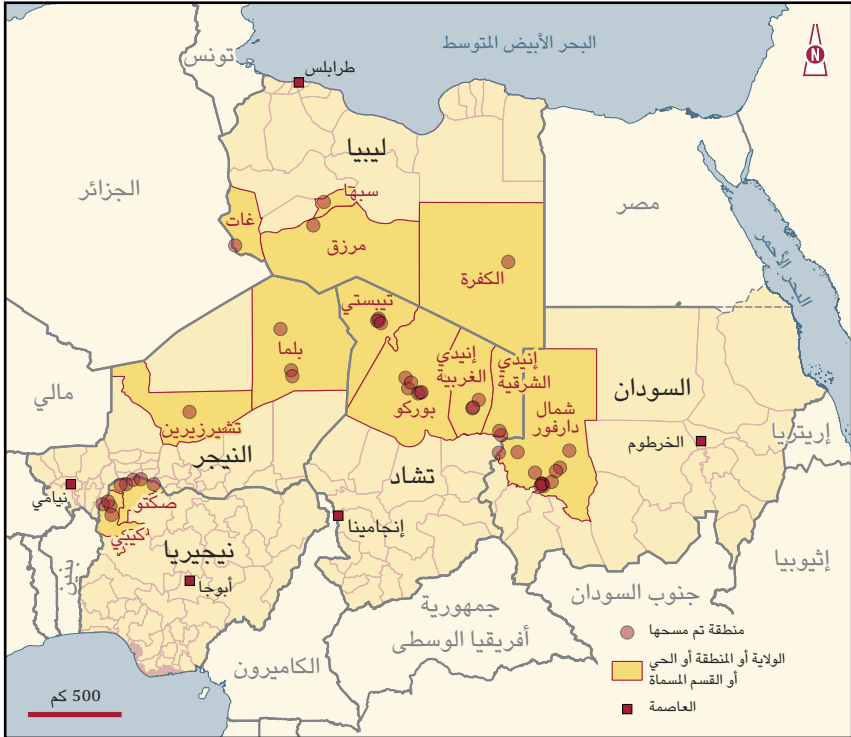 البحر الأبيض المتوسط
N
تونس
طرابلس
ليبيا
الجزائر
سبها
غات
مرزق
الكفرة
مصر
البحر الأحمر
تيبستي
بلما
إنيدي
الغربية
إنيدي
الشرقية
بوركو
شمال
دارفور
السودان
مالي
تشيرزيرين
النيجر
تشاد
الخرطوم
إريتريا
نيامي
صكتو
كيبي
إنجامينا
نيجيريا
أبوجا
بنين
إثيوبيا
جنوب السودان
جمهورية
أفريقيا الوسطى
الكاميرون
منطقة تم مسحها
الولاية أو المنطقة أو الحي
أو القسم المسماة
العاصمة
500 كم